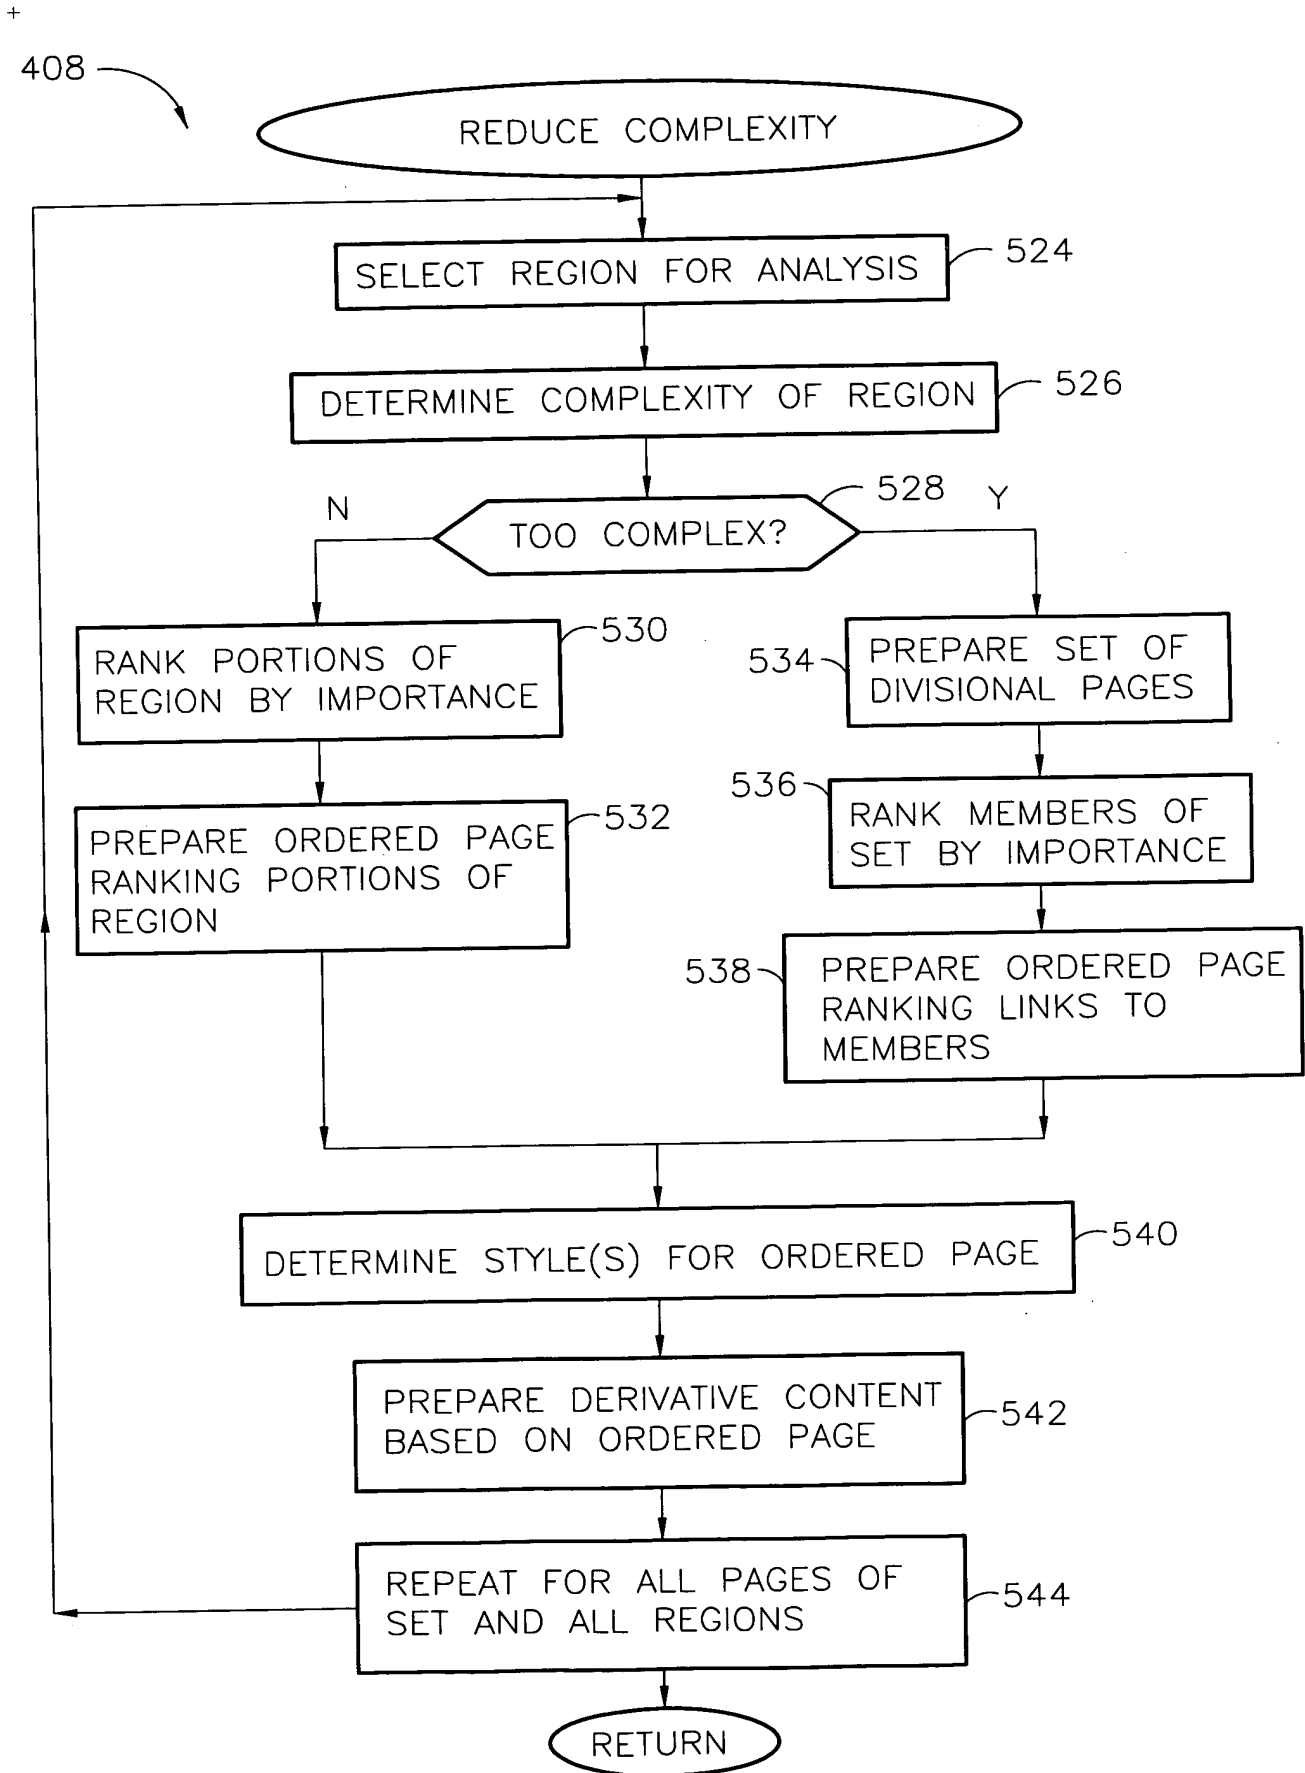 +
408
REDUCE COMPLEXITY
524
SELECT REGION FOR ANALYSIS
526
DETERMINE COMPLEXITY OF REGION
528
N
Y
TOO COMPLEX?
530
RANK PORTIONS OF
REGION BY IMPORTANCE
534
PREPARE SET OF
DIVISIONAL PAGES
532
PREPARE ORDERED PAGE
RANKING PORTIONS OF
REGION
536
RANK MEMBERS OF
SET BY IMPORTANCE
538
PREPARE ORDERED PAGE
RANKING LINKS TO
MEMBERS
540
DETERMINE STYLE(S) FOR ORDERED PAGE
542
PREPARE DERIVATIVE CONTENT
BASED ON ORDERED PAGE
544
REPEAT FOR ALL PAGES OF
SET AND ALL REGIONS
RETURN